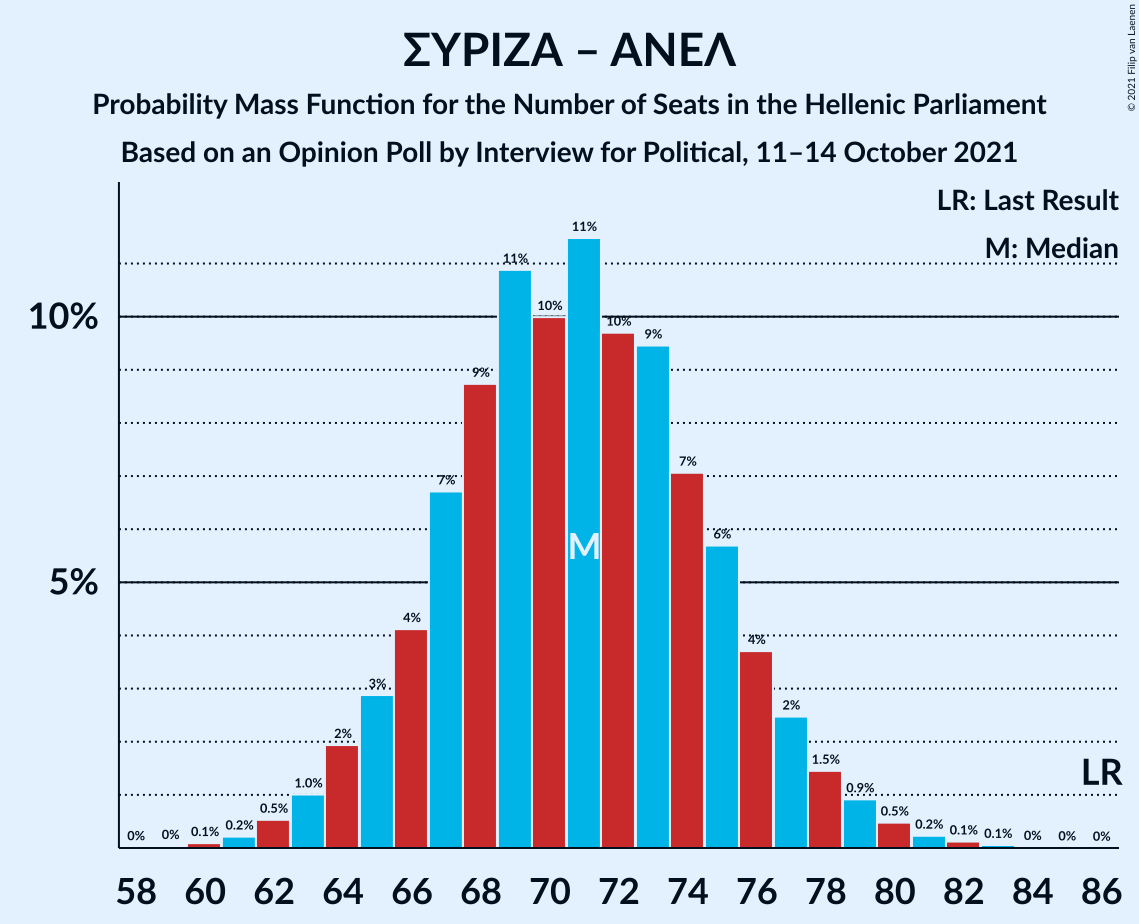 ΣΥΡΙΖΑ – ΑΝΕΛ
Probability Mass Function for the Number of Seats in the Hellenic Parliament
Based on an Opinion Poll by Interview for Political, 11–14 October 2021
© 2021 Filip van Laenen
LR: Last Result
M: Median
10%
5%
0% 0% 0.1% 0.2% 0.5% 1.0% 2% 3% 4% 7% 9% 11% 10% 11% 10% 9% 7% 6% 4% 2% 1.5% 0.9% 0.5% 0.2% 0.1% 0.1% 0% 0% 0%
M
LR
58 60 62 64 66 68 70 72 74 76 78 80 82 84 86